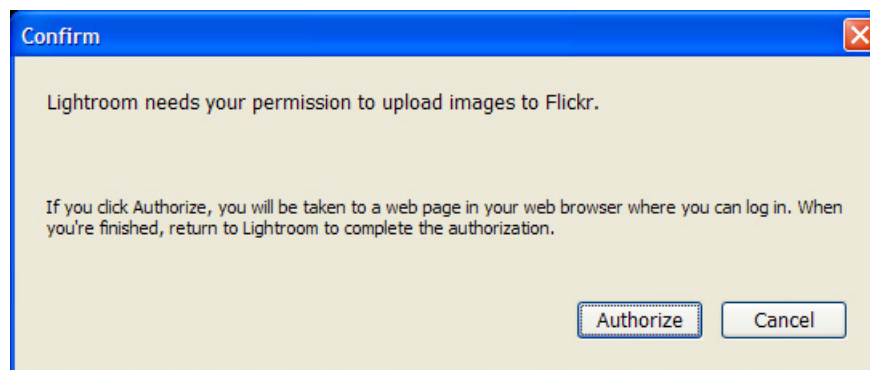 Confirm
Lightroom needs your permission to upload images to Flickr.
If you click Authorize, you will be taken to a web page in your web browser where you can log in. When
you're finished, return to Lightroom to complete the authorization.
Authorize Cancel